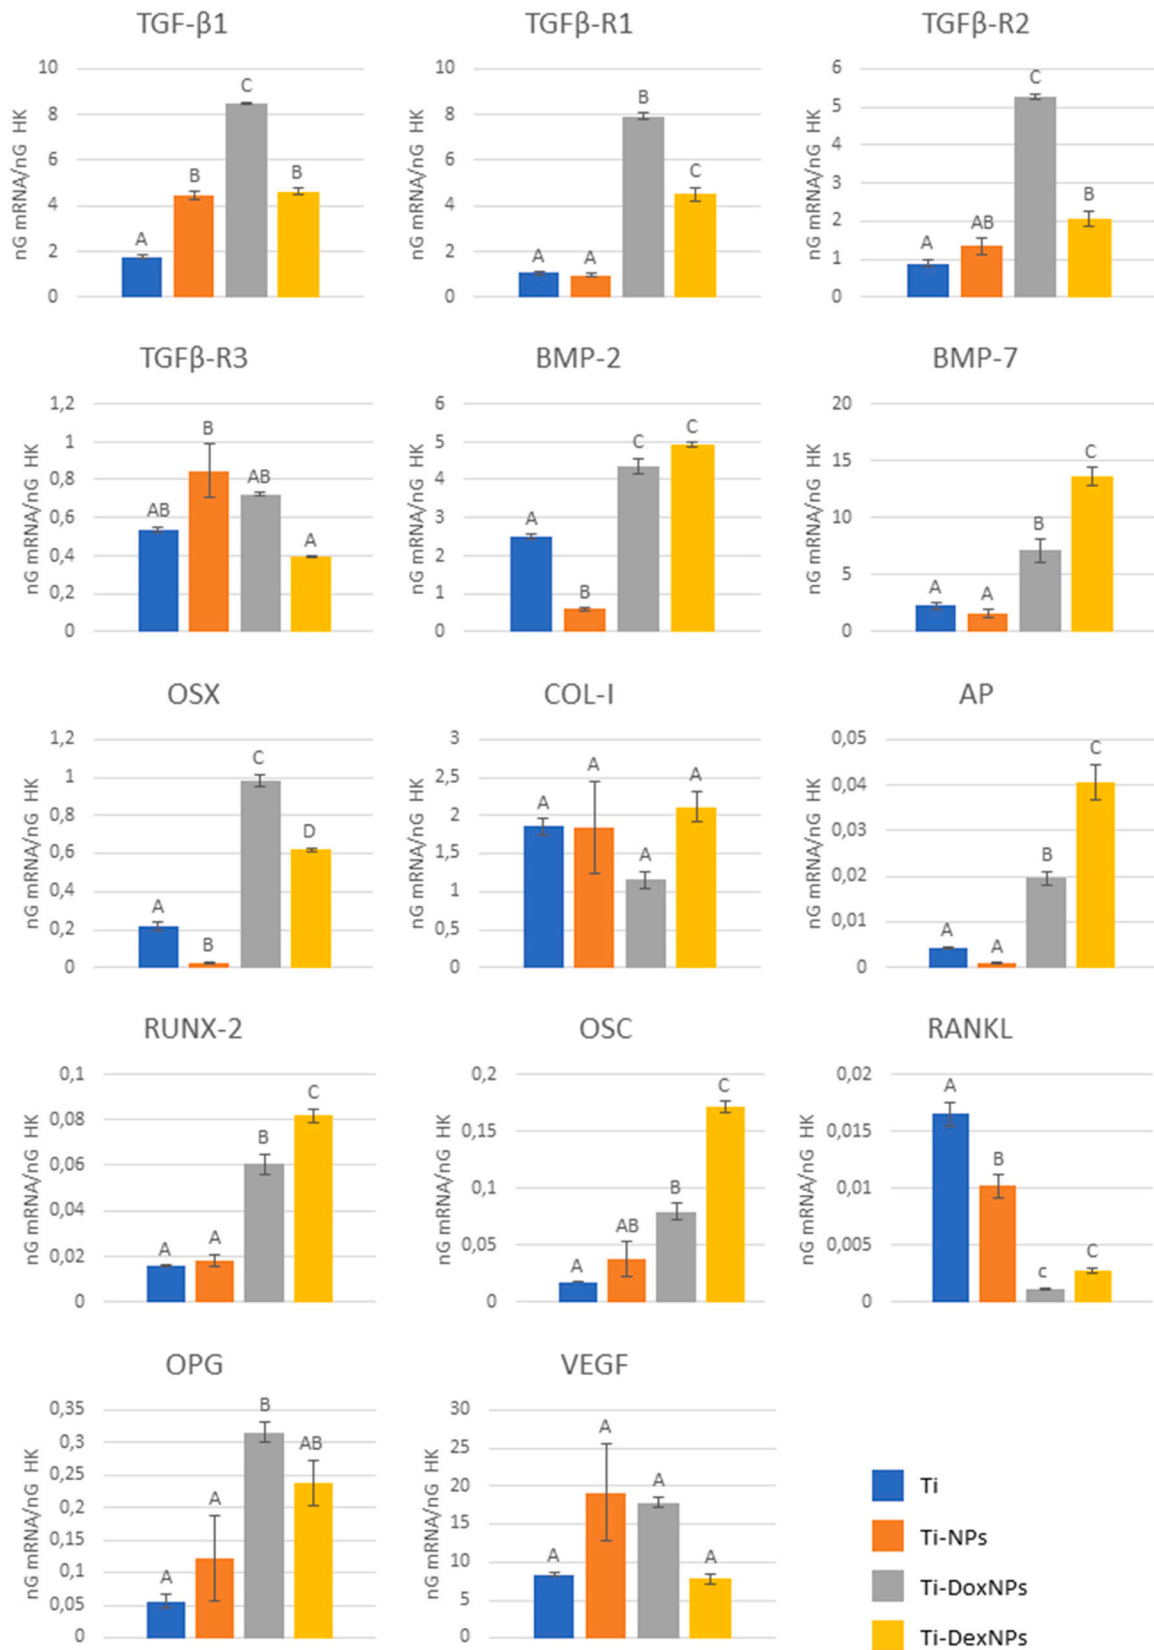 TGF-β1
nG mRNA/nG HK
10
8
6
4
2
0
A
B
C
B
TGFβ-R1
nG mRNA/nG HK
10
8
6
4
2
0
A
A
B
C
TGFβ-R2
nG mRNA/nG HK
6
5
4
3
2
1
0
A
AB
C
B
TGFβ-R3
nG mRNA/nG HK
1,2
1
0,8
0,6
0,4
0,2
0
AB
B
AB
A
BMP-2
nG mRNA/nG HK
6
5
4
3
2
1
0
A
B
C
C
BMP-7
nG mRNA/nG HK
20
15
10
5
0
A
A
B
C
OSX
nG mRNA/nG HK
1,2
1
0,8
0,6
0,4
0,2
0
A
B
C
D
COL-I
nG mRNA/nG HK
3
2,5
2
1,5
1
0,5
0
A
A
A
A
AP
nG mRNA/nG HK
0,05
0,04
0,03
0,02
0,01
0
A
A
B
C
RUNX-2
nG mRNA/nG HK
0,1
0,08
0,06
0,04
0,02
0
A
A
B
C
OSC
nG mRNA/nG HK
0,2
0,15
0,1
0,05
0
A
AB
B
C
RANKL
nG mRNA/nG HK
0,02
0,015
0,01
0,005
0
A
B
c
C
OPG
nG mRNA/nG HK
0,35
0,3
0,25
0,2
0,15
0,1
0,05
0
A
A
B
AB
VEGF
nG mRNA/nG HK
30
25
20
15
10
5
0
A
A
A
A
Ti
Ti-NPs
Ti-DoxNPs
Ti-DexNPs